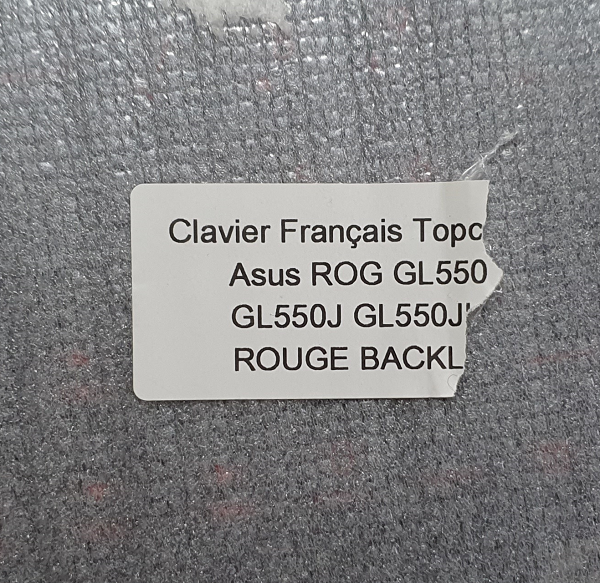 Clavier Français Topc
Asus ROG GL550
GL550J GL550J
ROUGE BACKL